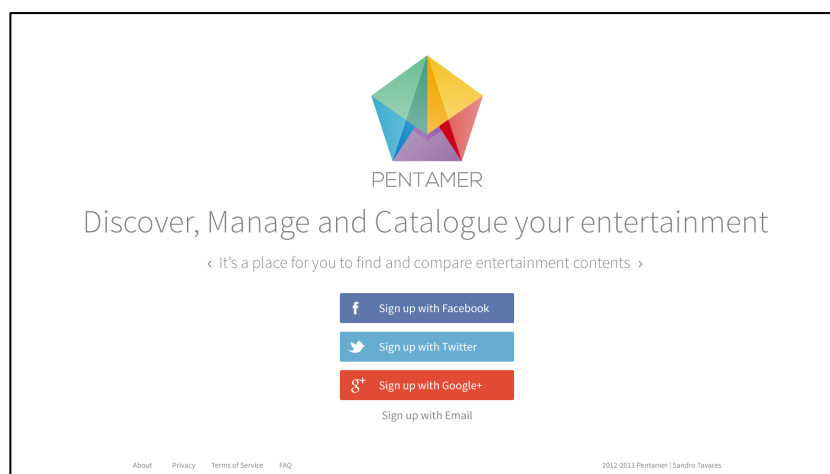 PENTAMER
Discover, Manage and Catalogue your entertainment
‹ It's a place for you to find and compare entertainment contents ›
f Sign up with Facebook
Sign up with Twitter
g+ Sign up with Google+
Sign up with Email
About Privacy Terms of Service FAQ 2012-2013 Pentamer | Sandro Tavares